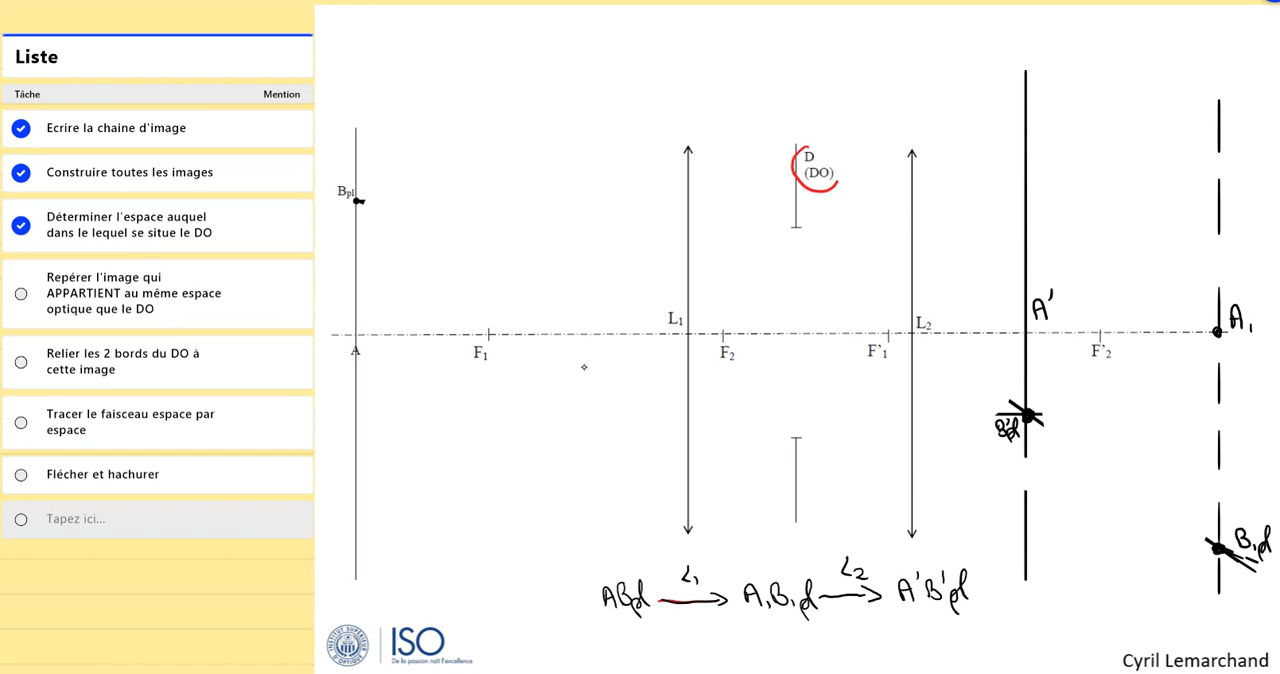 Liste
Tâche
Mention
Ecrire la chaine d'image
Construire toutes les images
Déterminer l'espace auquel
dans le lequel se situe le DO
Repérer l'image qui
APPARTIENT au même espace
optique que le DO
Relier les 2 bords du DO à
cette image
Tracer le faisceau espace par
espace
Flécher et hachurer
Tapez ici...
D
(DO)
Bpl
A'
L1
L2
A1
A
F1
F2
F'1
F'2
B'pl
B1pl
L1
L2
ABpl → A1B1pl → A'B'pl
INSTITUT SUPÉRIEUR D'OPTIQUE
ISO
De la passion naît l'excellence
Cyril Lemarchand